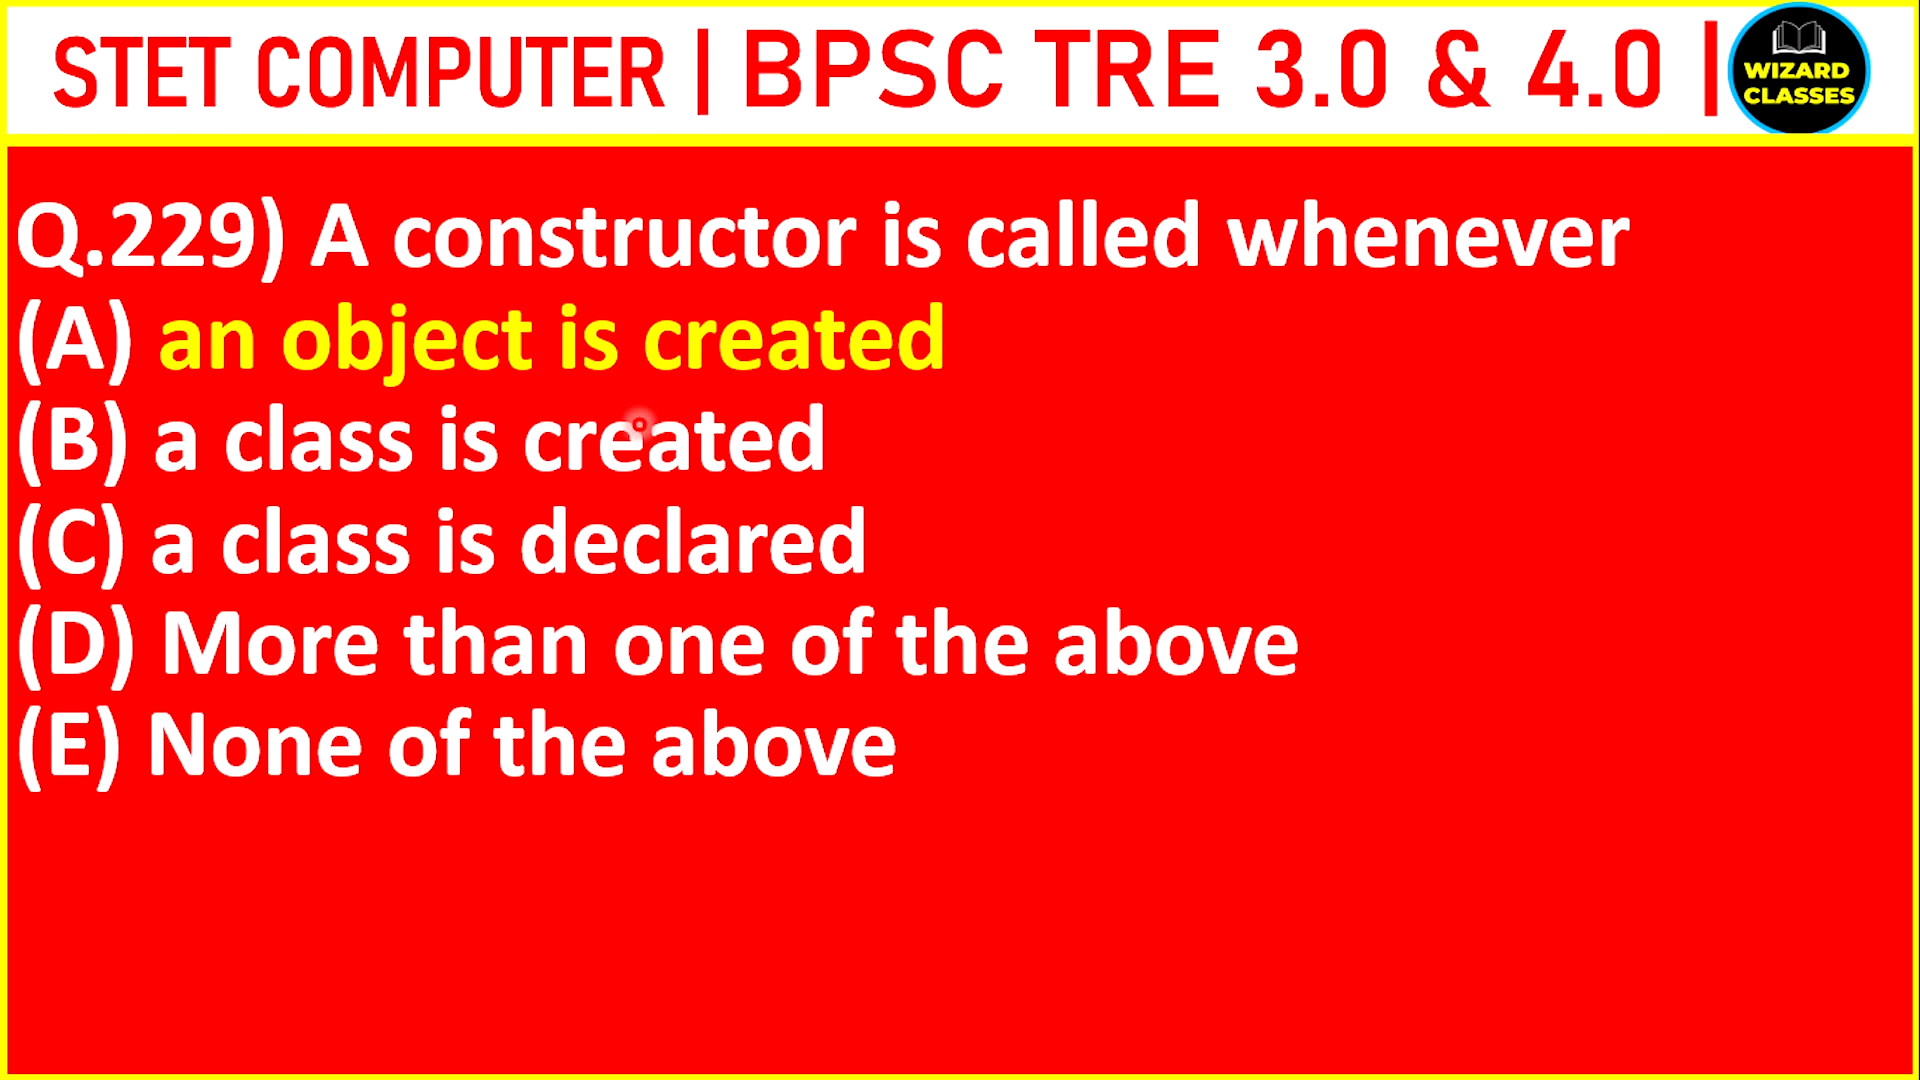 STET COMPUTER | BPSC TRE 3.0 & 4.0 |
WIZARD
CLASSES
Q.229) A constructor is called whenever
(A) an object is created
(B) a class is created
(C) a class is declared
(D) More than one of the above
(E) None of the above